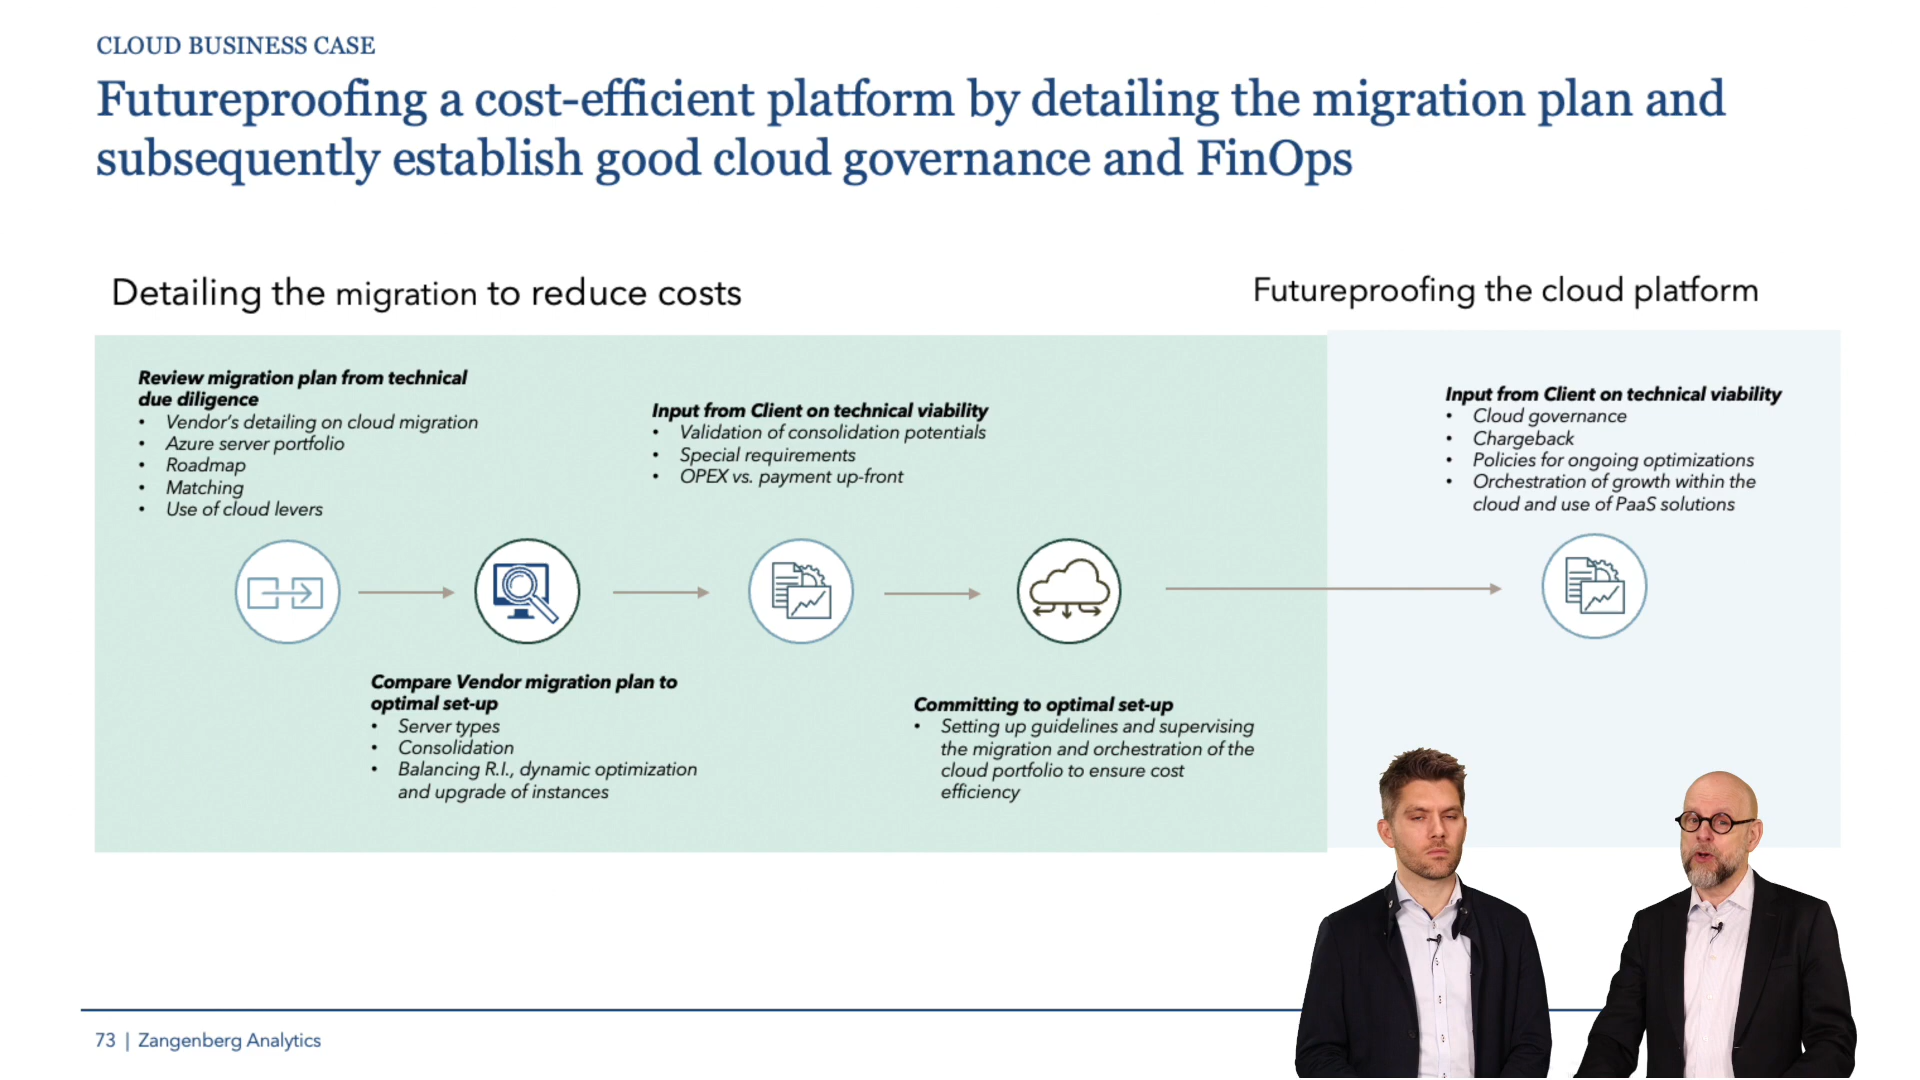 CLOUD BUSINESS CASE
Futureproofing a cost-efficient platform by detailing the migration plan and
subsequently establish good cloud governance and FinOps
Detailing the migration to reduce costs
Futureproofing the cloud platform
Review migration plan from technical
due diligence
• Vendor's detailing on cloud migration
• Azure server portfolio
• Roadmap
• Matching
• Use of cloud levers
Input from Client on technical viability
• Validation of consolidation potentials
• Special requirements
• OPEX vs. payment up-front
Input from Client on technical viability
• Cloud governance
• Chargeback
• Policies for ongoing optimizations
• Orchestration of growth within the
cloud and use of PaaS solutions
Compare Vendor migration plan to
optimal set-up
• Server types
• Consolidation
• Balancing R.I., dynamic optimization
and upgrade of instances
Committing to optimal set-up
• Setting up guidelines and supervising
the migration and orchestration of the
cloud portfolio to ensure cost
efficiency
73 | Zangenberg Analytics